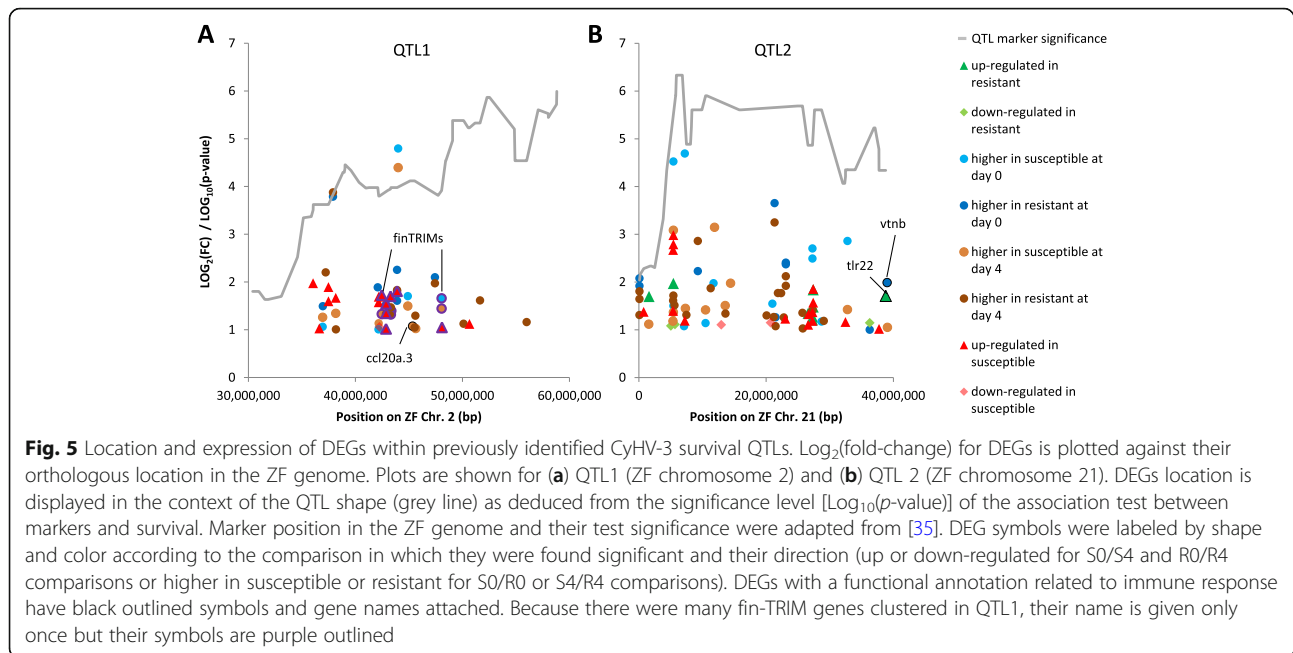 A
QTL1
7
6
5
4
3
2
1
0
LOG2(FC) / LOG10(p-value)
finTRIMs
ccl20a.3
30,000,000 40,000,000 50,000,000 60,000,000
Position on ZF Chr. 2 (bp)
B
QTL2
7
6
5
4
3
2
1
0
vtnb
tlr22
0 20,000,000 40,000,000
Position on ZF Chr. 21 (bp)
QTL marker significance
up-regulated in
resistant
down-regulated in
resistant
higher in susceptible at
day 0
higher in resistant at
day 0
higher in susceptible at
day 4
higher in resistant at
day 4
up-regulated in
susceptible
down-regulated in
susceptible
Fig. 5 Location and expression of DEGs within previously identified CyHV-3 survival QTLs. Log2(fold-change) for DEGs is plotted against their
orthologous location in the ZF genome. Plots are shown for (a) QTL1 (ZF chromosome 2) and (b) QTL 2 (ZF chromosome 21). DEGs location is
displayed in the context of the QTL shape (grey line) as deduced from the significance level [Log10(p-value)] of the association test between
markers and survival. Marker position in the ZF genome and their test significance were adapted from [35]. DEG symbols were labeled by shape
and color according to the comparison in which they were found significant and their direction (up or down-regulated for S0/S4 and R0/R4
comparisons or higher in susceptible or resistant for S0/R0 or S4/R4 comparisons). DEGs with a functional annotation related to immune response
have black outlined symbols and gene names attached. Because there were many fin-TRIM genes clustered in QTL1, their name is given only
once but their symbols are purple outlined